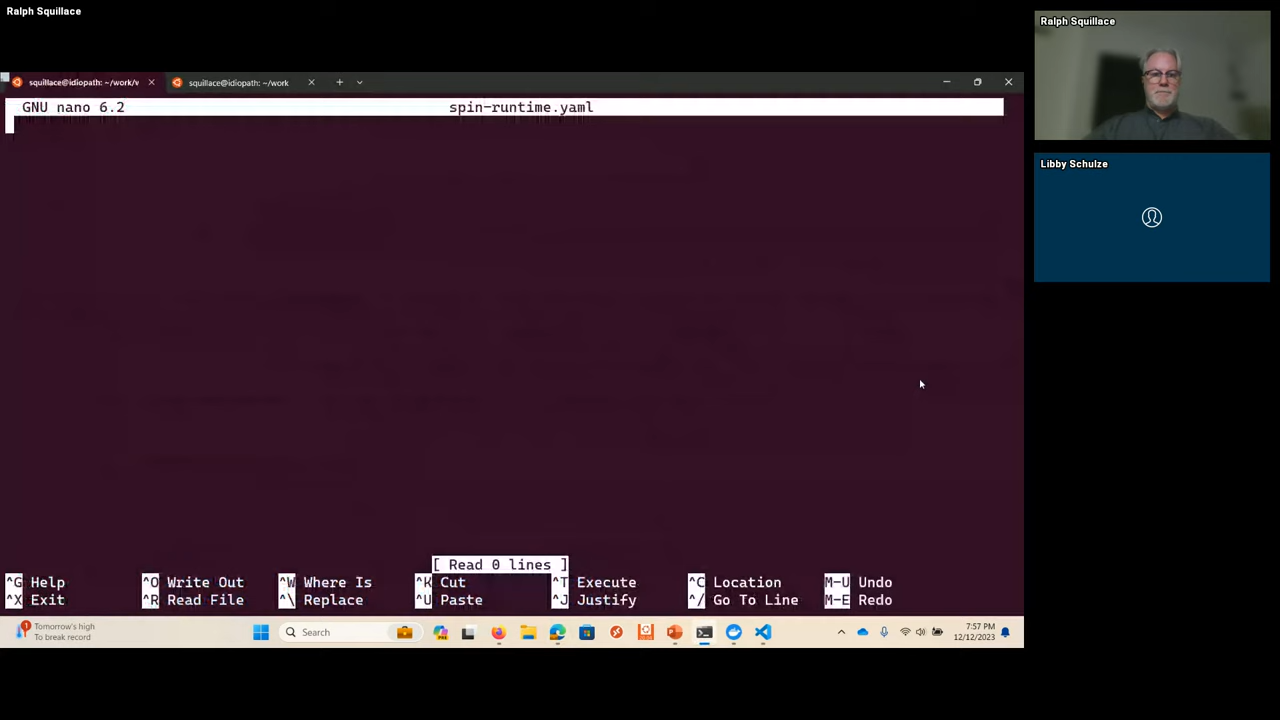 Ralph Squillace
Ralph Squillace
Libby Schulze
squillace@idiopath: ~/work/v
squillace@idiopath: ~/work
GNU nano 6.2 spin-runtime.yaml
[ Read 0 lines ]
^G Help ^O Write Out ^W Where Is ^K Cut ^T Execute ^C Location M-U Undo
^X Exit ^R Read File ^\ Replace ^U Paste ^J Justify ^/ Go To Line M-E Redo
1
Tomorrow's high
To break record
Search
7:57 PM
12/12/2023